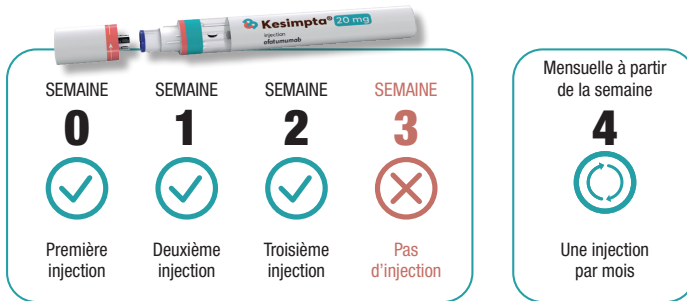 Kesimpta® 20 mg
injection
ofatumumab
SEMAINE
0
Première
injection
SEMAINE
1
Deuxième
injection
SEMAINE
2
Troisième
injection
SEMAINE
3
Pas
d'injection
Mensuelle à partir
de la semaine
4
Une injection
par mois